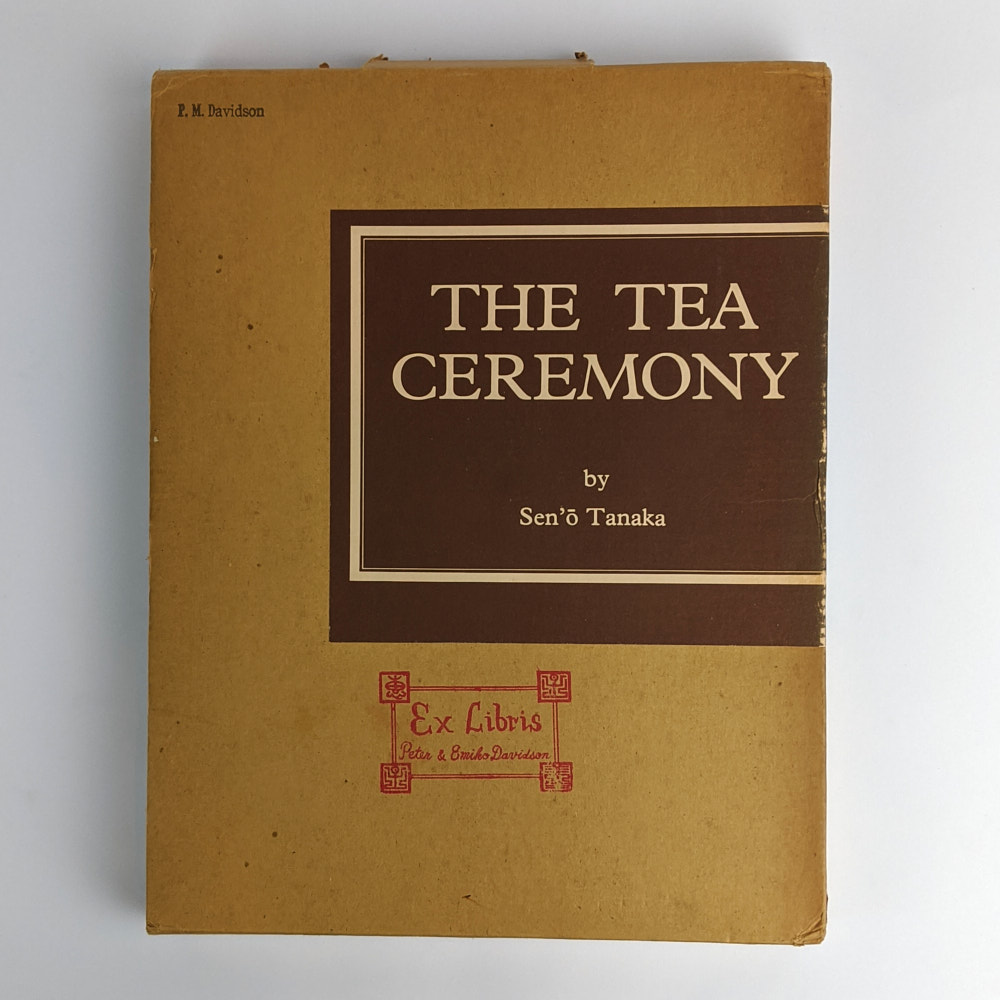 P. M. Davidson
THE TEA
CEREMONY
by
Sen'ō Tanaka
Ex Libris
Peter & Emiko Davidson